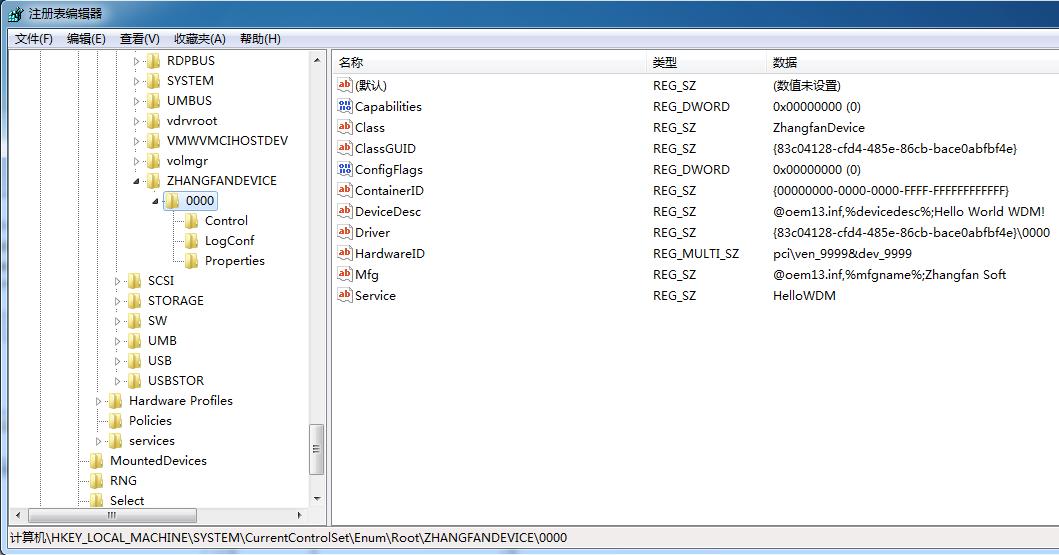 注册表编辑器
文件(F) 编辑(E) 查看(V) 收藏夹(A) 帮助(H)
RDPBUS
SYSTEM
UMBUS
vdrvroot
VMWVMCIHOSTDEV
volmgr
ZHANGFANDEVICE
0000
Control
LogConf
Properties
SCSI
STORAGE
SW
UMB
USB
USBSTOR
Hardware Profiles
Policies
services
MountedDevices
RNG
Select
名称 类型 数据
(默认) REG_SZ (数值未设置)
Capabilities REG_DWORD 0x00000000 (0)
Class REG_SZ ZhangfanDevice
ClassGUID REG_SZ {83c04128-cfd4-485e-86cb-bace0abfbf4e}
ConfigFlags REG_DWORD 0x00000000 (0)
ContainerID REG_SZ {00000000-0000-0000-FFFF-FFFFFFFFFFFF}
DeviceDesc REG_SZ @oem13.inf,%devicedesc%;Hello World WDM!
Driver REG_SZ {83c04128-cfd4-485e-86cb-bace0abfbf4e}\0000
HardwareID REG_MULTI_SZ pci\ven_9999&dev_9999
Mfg REG_SZ @oem13.inf,%mfgname%;Zhangfan Soft
Service REG_SZ HelloWDM
计算机\HKEY_LOCAL_MACHINE\SYSTEM\CurrentControlSet\Enum\Root\ZHANGFANDEVICE\0000